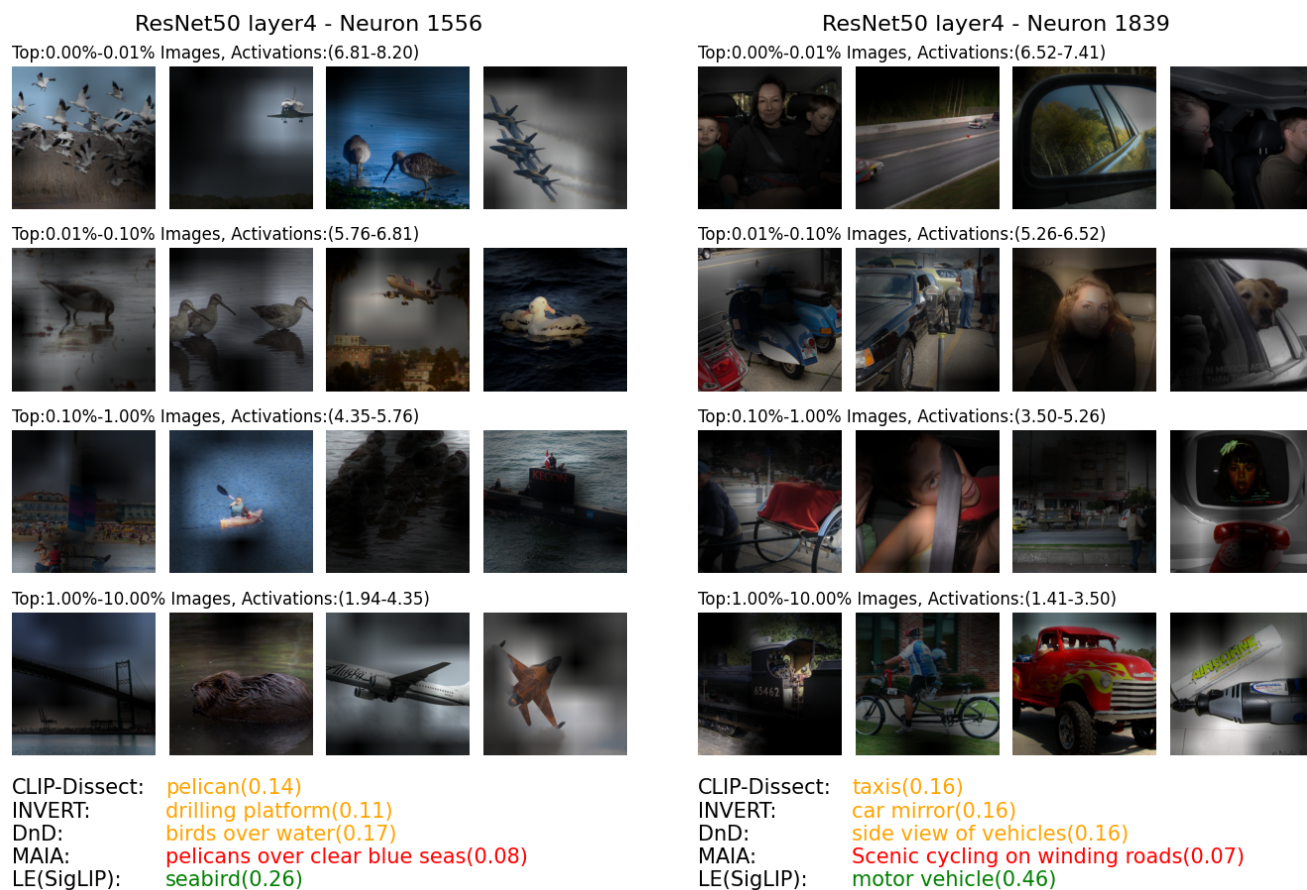 ResNet50 layer4 - Neuron 1556
Top:0.00%-0.01% Images, Activations:(6.81-8.20)
Top:0.01%-0.10% Images, Activations:(5.76-6.81)
Top:0.10%-1.00% Images, Activations:(4.35-5.76)
Top:1.00%-10.00% Images, Activations:(1.94-4.35)
Alaska
CLIP-Dissect: pelican(0.14)
INVERT: drilling platform(0.11)
DnD: birds over water(0.17)
MAIA: pelicans over clear blue seas(0.08)
LE(SigLIP): seabird(0.26)
ResNet50 layer4 - Neuron 1839
Top:0.00%-0.01% Images, Activations:(6.52-7.41)
Top:0.01%-0.10% Images, Activations:(5.26-6.52)
Top:0.10%-1.00% Images, Activations:(3.50-5.26)
Top:1.00%-10.00% Images, Activations:(1.41-3.50)
65462
AIRBRONE
CLIP-Dissect: taxis(0.16)
INVERT: car mirror(0.16)
DnD: side view of vehicles(0.16)
MAIA: Scenic cycling on winding roads(0.07)
LE(SigLIP): motor vehicle(0.46)